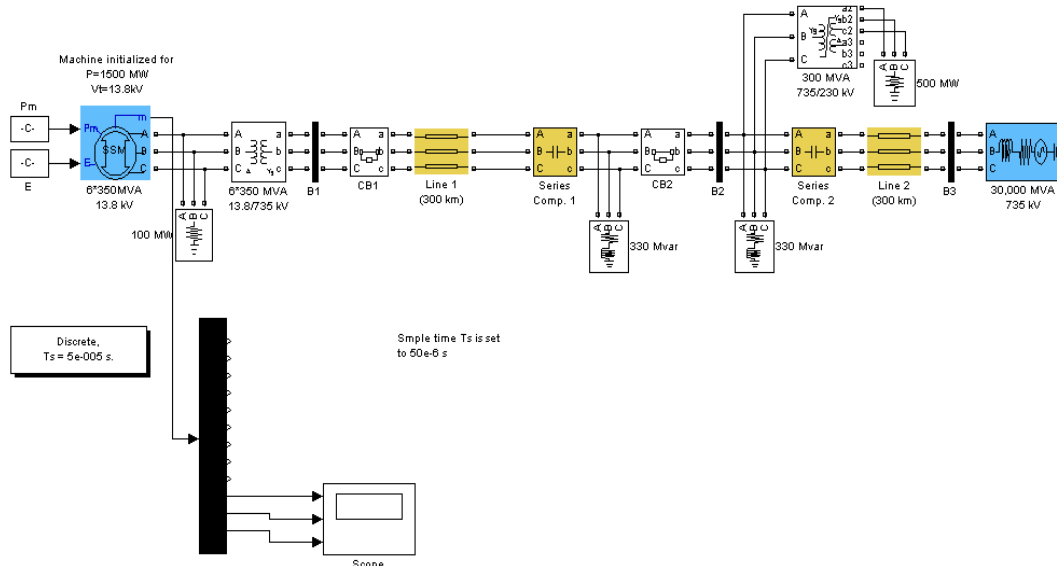 Machine initialized for
P=1500 MW
Vt=13.8kV
Pm
-C-
-C-
E
m
Pm
E
SSM
A
B
C
6*350MVA
13.8 kV
A B C
100 MW
A
B
C
a
b
c
Yg
6*350 MVA
13.8/735 kV
B1
A a
B b
C c
CB1
Line 1
(300 km)
A a
B b
C c
Series
Comp. 1
A B C
330 Mvar
A a
B b
C c
CB2
B2
A B C
330 Mvar
A
B
C
Yg
Yg
a2
b2
c2
a3
b3
c3
300 MVA
735/230 kV
A B C
500 MW
A a
B b
C c
Series
Comp. 2
Line 2
(300 km)
B3
A
B
C
30,000 MVA
735 kV
Discrete,
Ts = 5e-005 s.
Smple time Ts is set
to 50e-6 s
Scope